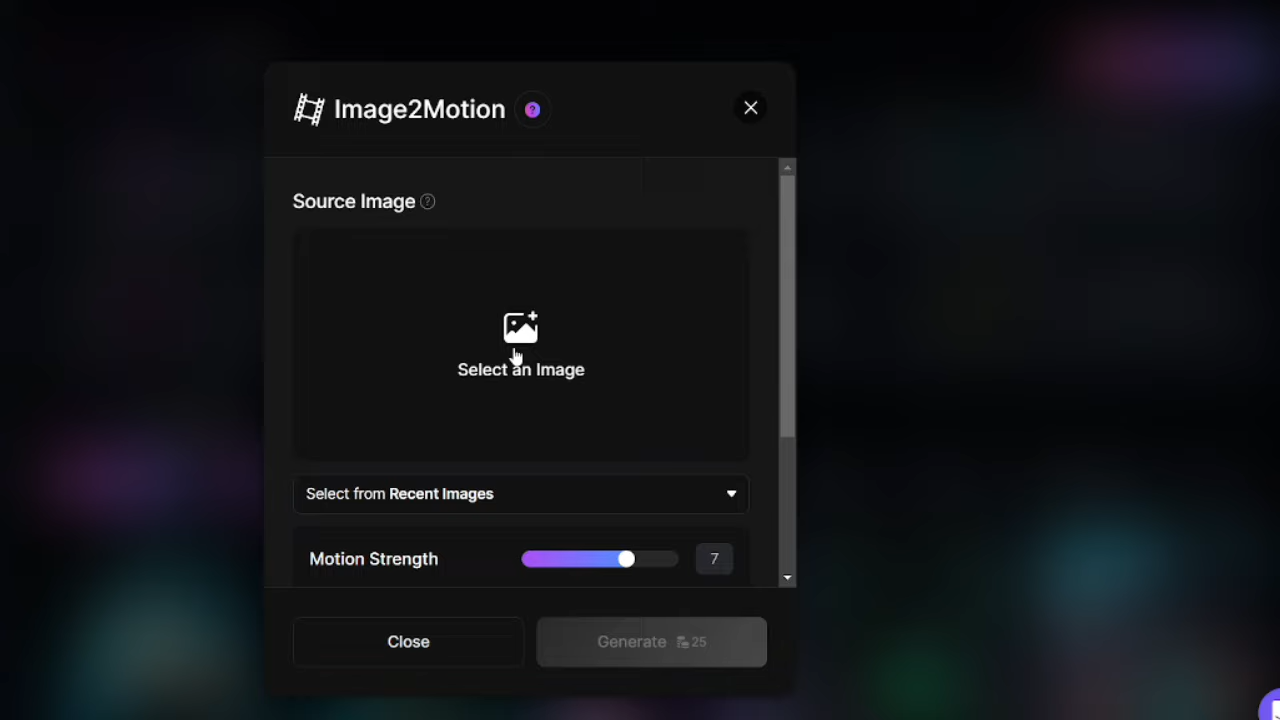 Image2Motion ?
Source Image ?
Select an Image
Select from Recent Images
Motion Strength 7
Close
Generate 25